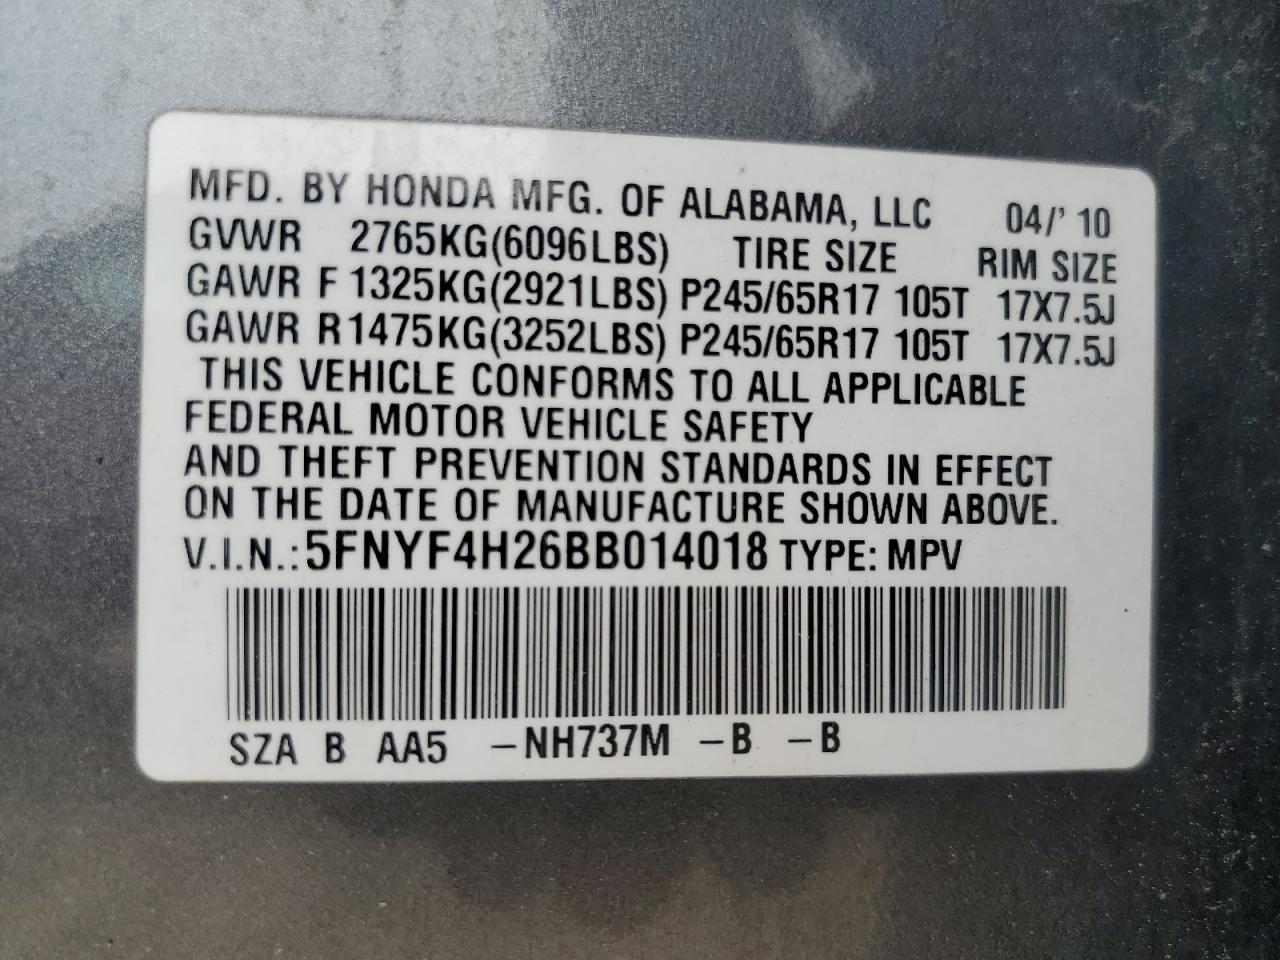 MFD. BY HONDA MFG. OF ALABAMA, LLC 04/' 10
GVWR 2765KG(6096LBS) TIRE SIZE RIM SIZE
GAWR F 1325KG(2921LBS) P245/65R17 105T 17X7.5J
GAWR R 1475KG(3252LBS) P245/65R17 105T 17X7.5J
THIS VEHICLE CONFORMS TO ALL APPLICABLE
FEDERAL MOTOR VEHICLE SAFETY
AND THEFT PREVENTION STANDARDS IN EFFECT
ON THE DATE OF MANUFACTURE SHOWN ABOVE.
V.I.N.: 5FNYF4H26BB014018 TYPE: MPV
SZA B AA5 –NH737M –B –B